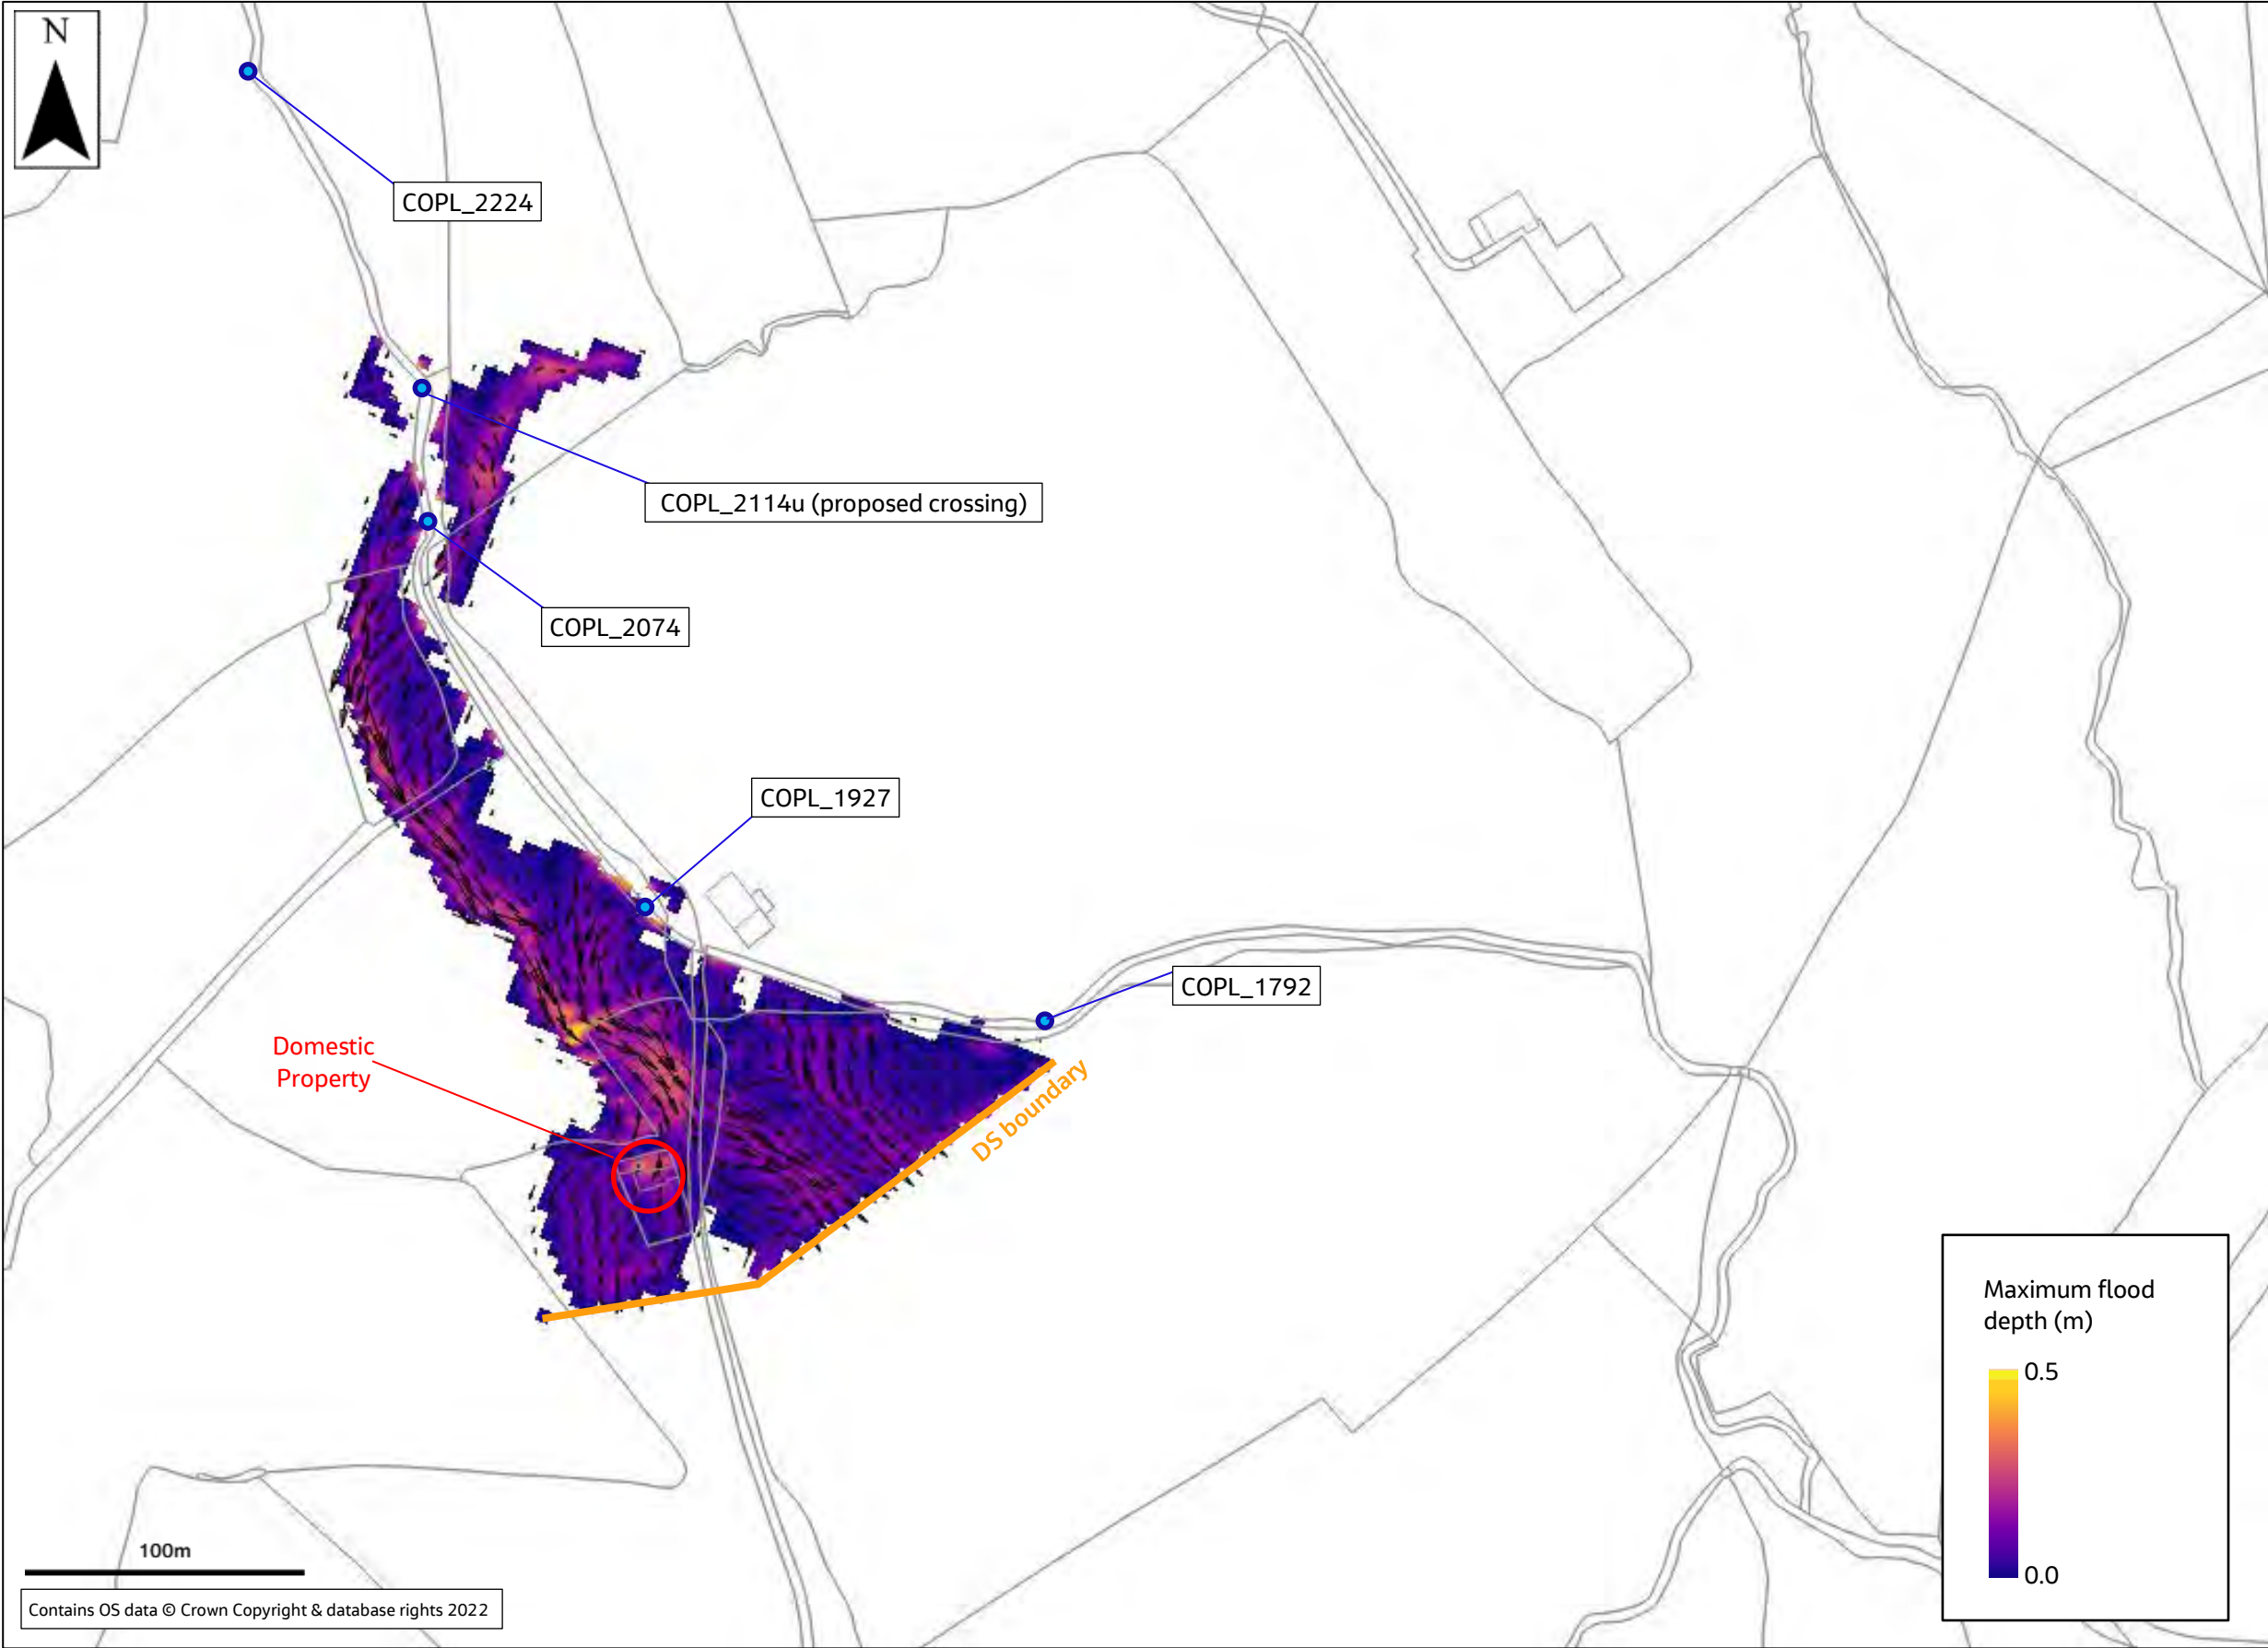 N
COPL_2224
COPL_2114u (proposed crossing)
COPL_2074
COPL_1927
COPL_1792
Domestic
Property
DS boundary
Maximum flood
depth (m)
0.5
0.0
100m
Contains OS data © Crown Copyright & database rights 2022